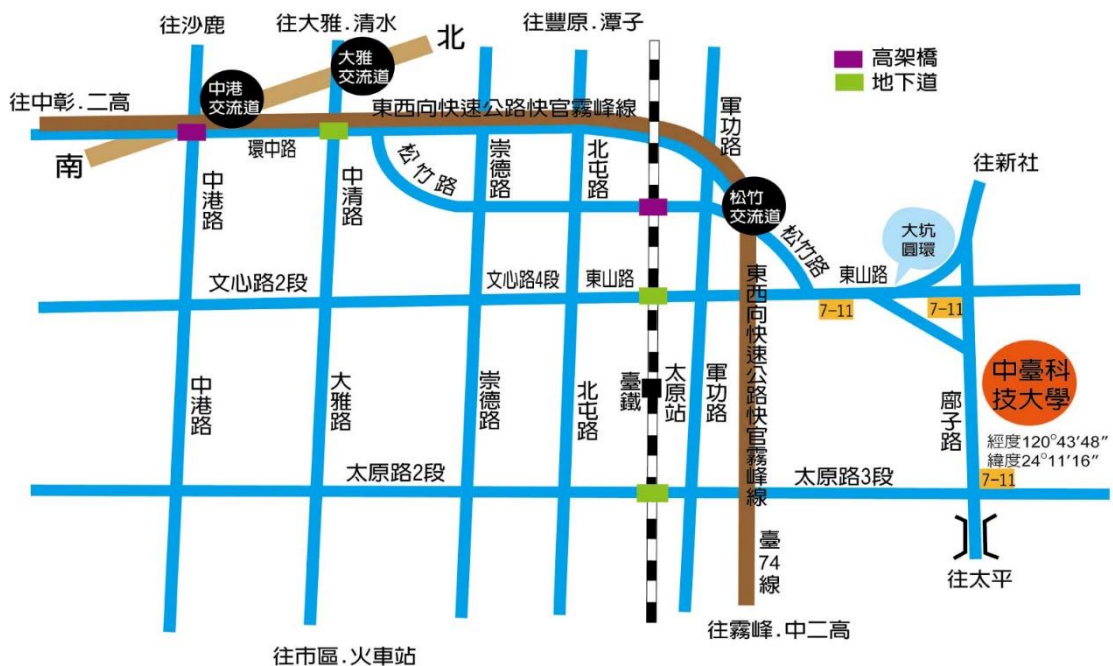 往沙鹿
往大雅.清水
往豐原.潭子
北
大雅
交流道
高架橋
地下道
中港
交流道
往中彰.二高
東西向快速公路快官霧峰線
軍功路
南
環中路
松竹路
崇德路
北屯路
往新社
中港路
中清路
松竹
交流道
松竹路
大坑
圓環
文心路2段
文心路4段
東山路
東山路
7-11
7-11
東西向快速公路快官霧峰線
中港路
大雅路
崇德路
北屯路
臺鐵
太原站
軍功路
中臺科
技大學
廍子路
經度120°43'48"
緯度24°11'16"
7-11
太原路2段
太原路3段
臺74線
往太平
往霧峰.中二高
往市區.火車站